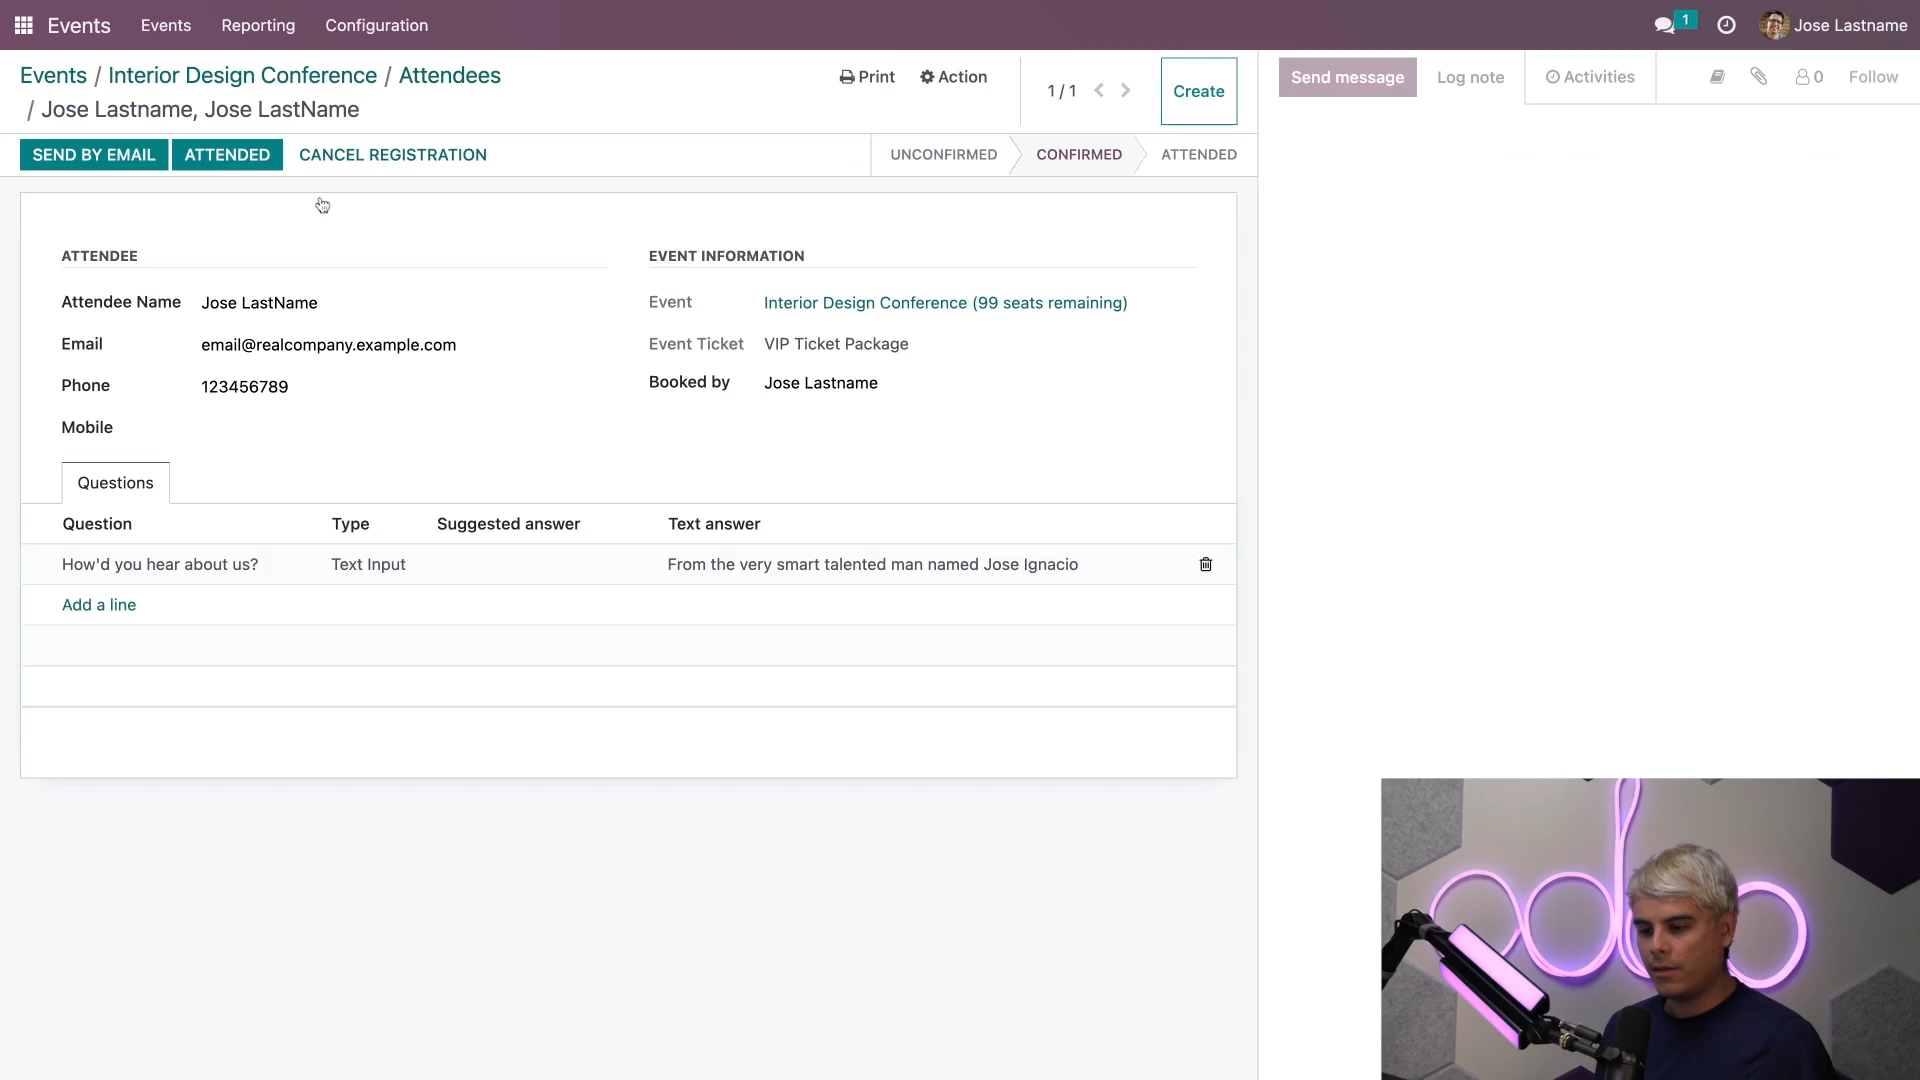 Events Events Reporting Configuration 1 Jose Lastname
Events / Interior Design Conference / Attendees
/ Jose Lastname, Jose LastName
Print Action 1 / 1 Create
Send message Log note Activities 0 Follow
SEND BY EMAIL ATTENDED CANCEL REGISTRATION UNCONFIRMED CONFIRMED ATTENDED
ATTENDEE
Attendee Name Jose LastName
Email email@realcompany.example.com
Phone 123456789
Mobile
EVENT INFORMATION
Event Interior Design Conference (99 seats remaining)
Event Ticket VIP Ticket Package
Booked by Jose Lastname
Questions
Question Type Suggested answer Text answer
How'd you hear about us? Text Input From the very smart talented man named Jose Ignacio
Add a line
odoo